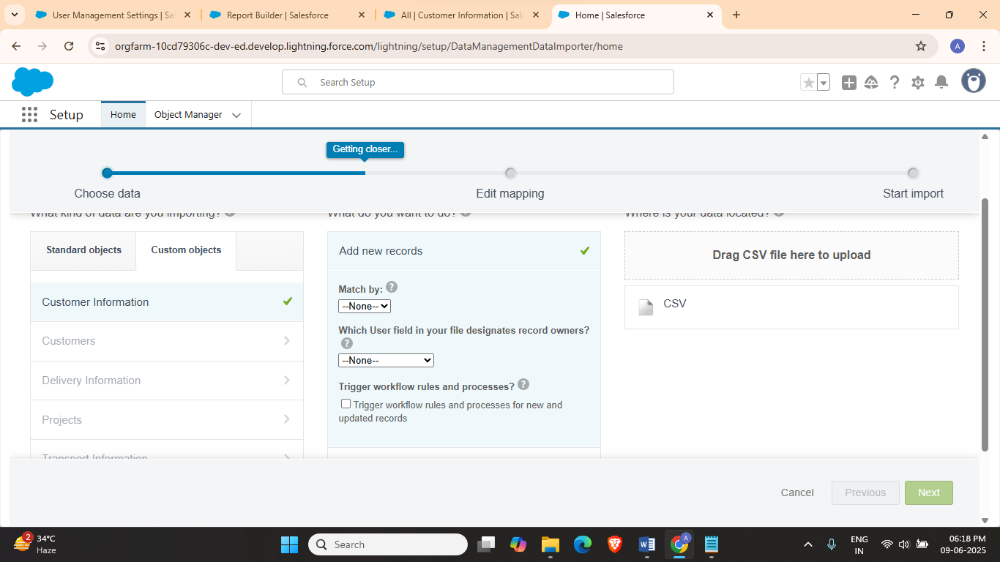 User Management Settings | Sa
Report Builder | Salesforce
All | Customer Information | Sal
Home | Salesforce
orgfarm-10cd79306c-dev-ed.develop.lightning.force.com/lightning/setup/DataManagementDataImporter/home
A
Search Setup
Setup
Home
Object Manager
Getting closer...
Choose data
Edit mapping
Start import
What kind of data are you importing? ?
What do you want to do? ?
Where is your data located? ?
Standard objects
Custom objects
Customer Information
Customers
Delivery Information
Projects
Transport Information
Add new records
Match by: ?
--None--
Which User field in your file designates record owners?
?
--None--
Trigger workflow rules and processes? ?
Trigger workflow rules and processes for new and
updated records
Drag CSV file here to upload
CSV
Cancel
Previous
Next
2
34°C
Haze
Search
A
ENG
IN
06:18 PM
09-06-2025